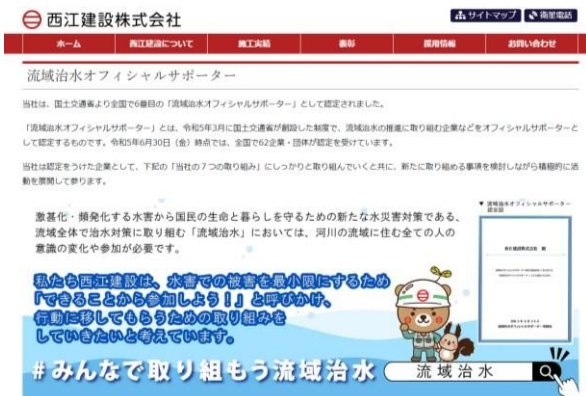 西江建設株式会社
サイトマップ
衛星電話
ホーム
西江建設について
施工実績
表彰
採用情報
お問い合わせ
流域治水オフィシャルサポーター
当社は、国土交通省より全国で6番目の「流域治水オフィシャルサポーター」として認定されました。
「流域治水オフィシャルサポーター」とは、令和5年3月に国土交通省が創設した制度で、流域治水の推進に取り組む企業などをオフィシャルサポーターと
して認定するものです。令和5年6月30日（金）時点では、全国で62企業・団体が認定を受けています。
当社は認定をうけた企業として、下記の「当社の７つの取り組み」にしっかりと取り組んでいくと共に、新たに取り組める事項を検討しながら積極的に活
動を展開して参ります。
激甚化・頻発化する水害から国民の生命と暮らしを守るための新たな水災害対策である、
流域全体で治水対策に取り組む「流域治水」においては、河川の流域に住む全ての人の
意識の変化や参加が必要です。
▼ 流域治水オフィシャルサポーター
認定証
西江建設株式会社 殿
私たち西江建設は、水害での被害を最小限にするため
「できることから参加しよう！」と呼びかけ、
行動に移してもらうための取り組みを
していきたいと考えています。
#みんなで取り組もう流域治水
流域治水